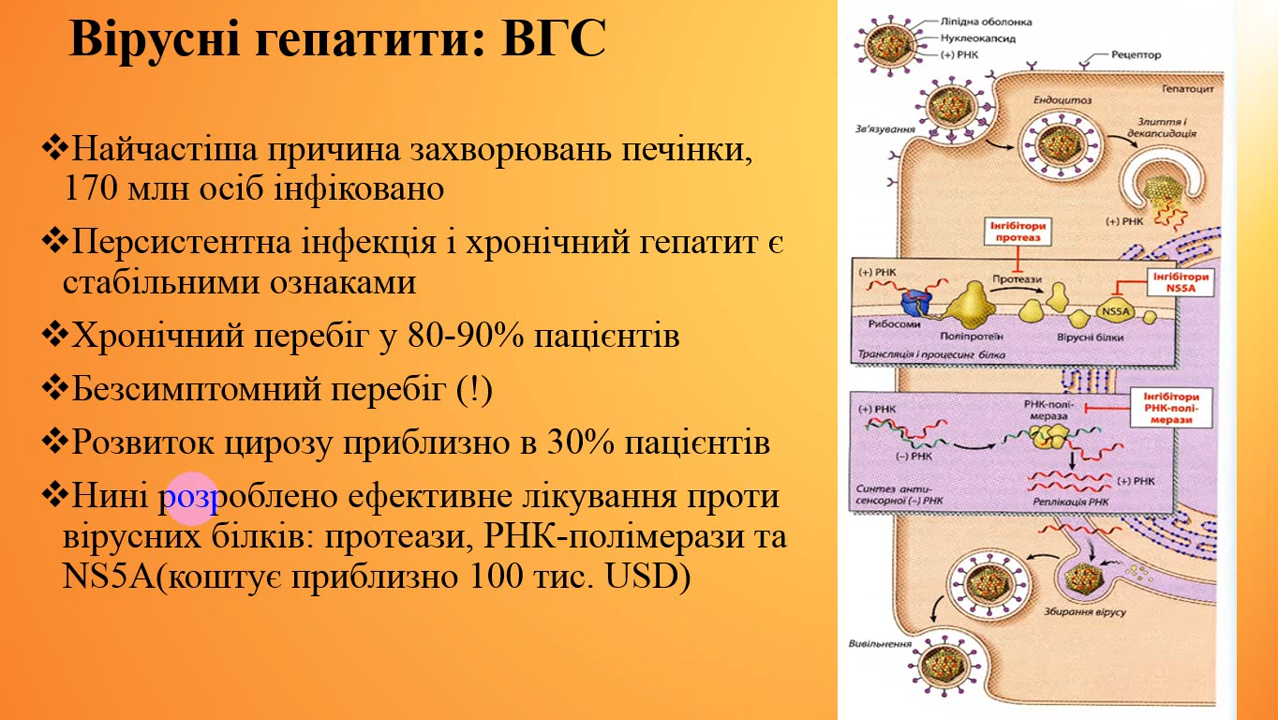 Вірусні гепатити: ВГС
❖Найчастіша причина захворювань печінки,
170 млн осіб інфіковано
❖Персистентна інфекція і хронічний гепатит є
стабільними ознаками
❖Хронічний перебіг у 80-90% пацієнтів
❖Безсимптомний перебіг (!)
❖Розвиток цирозу приблизно в 30% пацієнтів
❖Нині розроблено ефективне лікування проти
вірусних білків: протеази, РНК-полімерази та
NS5A(коштує приблизно 100 тис. USD)
Ліпідна оболонка
Нуклеокапсид
(+) РНК
Рецептор
Гепатоцит
Ендоцитоз
Зв'язування
Злиття і
декапсидація
(+) РНК
Інгібітори
протеаз
(+) РНК
Протеази
Інгібітори
NS5A
NS5A
Рибосоми
Поліпротеїн
Вірусні білки
Трансляція і процесинг білка
Інгібітори
РНК-полі-
мерази
(+) РНК
РНК-полі-
мераза
(–) РНК
(+) РНК
Синтез анти-
сенсорної (–) РНК
Реплікація РНК
Збирання вірусу
Вивільнення